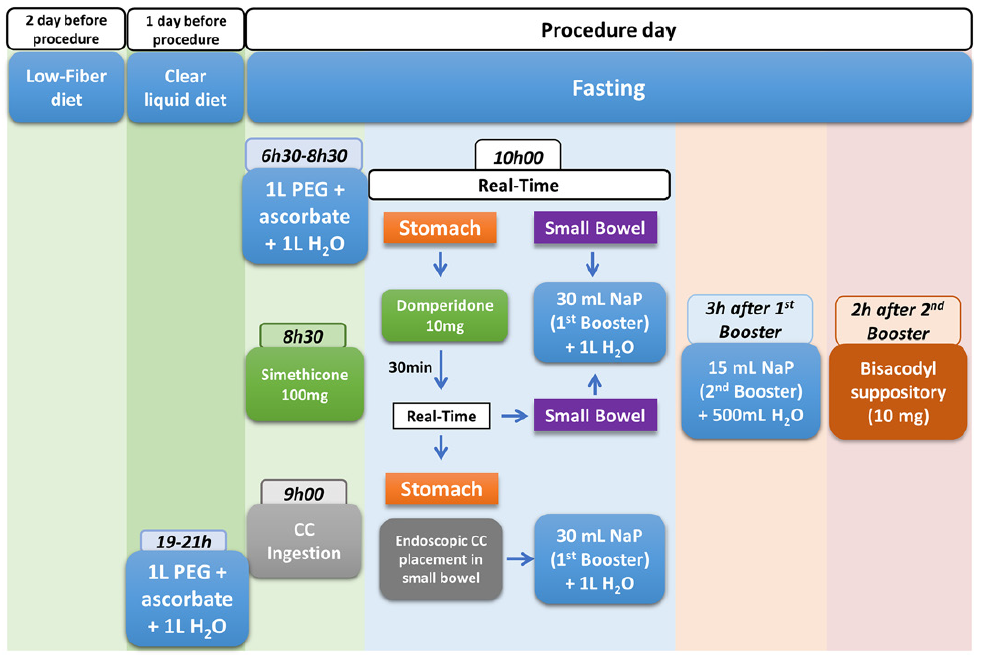 2 day before
procedure
1 day before
procedure
Procedure day
Low-Fiber
diet
Clear
liquid diet
Fasting
19-21h
1L PEG +
ascorbate
+ 1L H₂O
6h30-8h30
1L PEG +
ascorbate
+ 1L H₂O
8h30
Simethicone
100mg
9h00
CC
Ingestion
10h00
Real-Time
Stomach
Domperidone
10mg
30min
Real-Time
Stomach
Endoscopic CC
placement in
small bowel
Small Bowel
30 mL NaP
(1st Booster)
+ 1L H₂O
Small Bowel
30 mL NaP
(1st Booster)
+ 1L H₂O
3h after 1st
Booster
15 mL NaP
(2nd Booster)
+ 500mL H₂O
2h after 2nd
Booster
Bisacodyl
suppository
(10 mg)